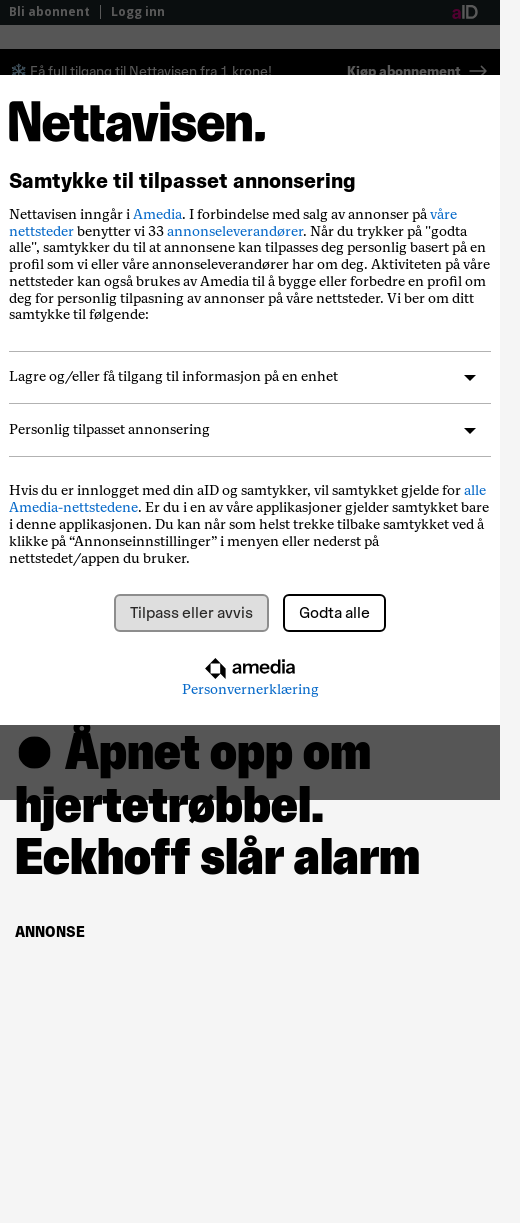 Bli abonnent | Logg inn aID
Få full tilgang til Nettavisen fra 1 krone! Kjøp abonnement →
Nettavisen.
Samtykke til tilpasset annonsering
Nettavisen inngår i Amedia. I forbindelse med salg av annonser på våre
nettsteder benytter vi 33 annonseleverandører. Når du trykker på "godta
alle", samtykker du til at annonsene kan tilpasses deg personlig basert på en
profil som vi eller våre annonseleverandører har om deg. Aktiviteten på våre
nettsteder kan også brukes av Amedia til å bygge eller forbedre en profil om
deg for personlig tilpasning av annonser på våre nettsteder. Vi ber om ditt
samtykke til følgende:
Lagre og/eller få tilgang til informasjon på en enhet
Personlig tilpasset annonsering
Hvis du er innlogget med din aID og samtykker, vil samtykket gjelde for alle
Amedia-nettstedene. Er du i en av våre applikasjoner gjelder samtykket bare
i denne applikasjonen. Du kan når som helst trekke tilbake samtykket ved å
klikke på “Annonseinnstillinger” i menyen eller nederst på
nettstedet/appen du bruker.
Tilpass eller avvis Godta alle
amedia
Personvernerklæring
● Åpnet opp om
hjertetrøbbel.
Eckhoff slår alarm
ANNONSE